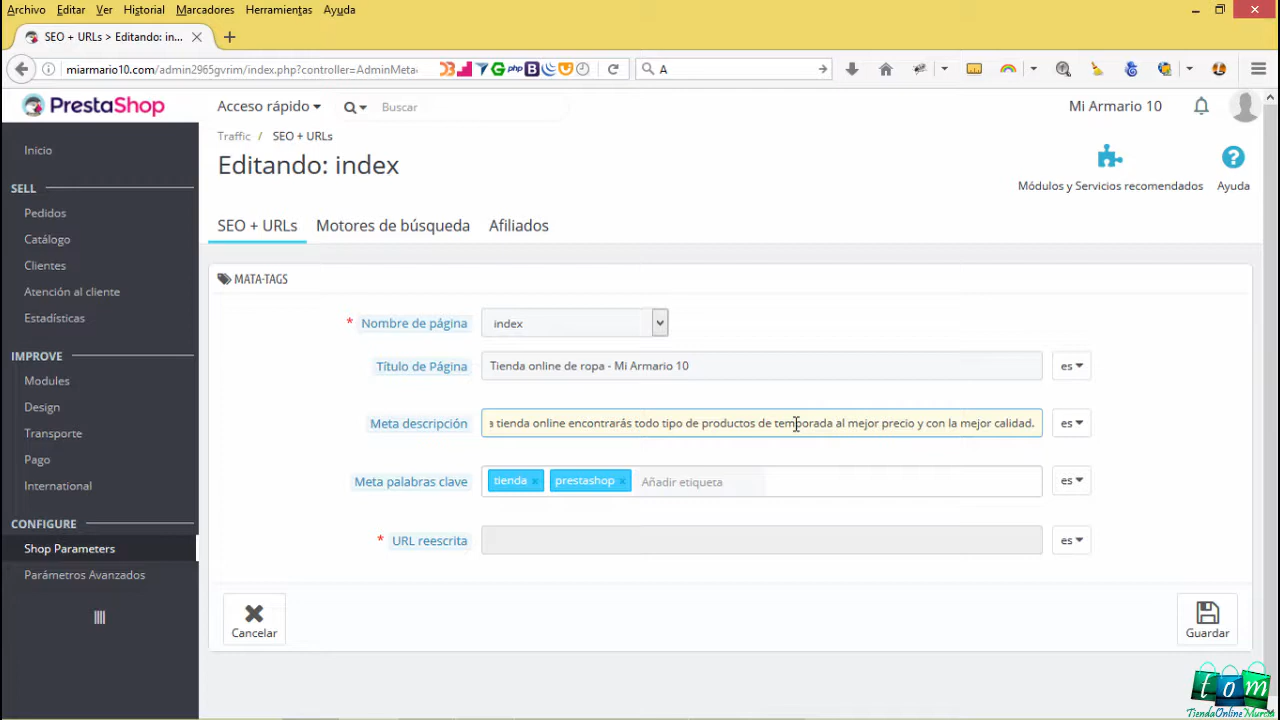 Archivo Editar Ver Historial Marcadores Herramientas Ayuda
SEO + URLs > Editando: in...
miarmario10.com/admin2965gvrim/index.php?controller=AdminMeta
php
B
A
PrestaShop
Acceso rápido
Buscar
Mi Armario 10
Traffic / SEO + URLs
Editando: index
Módulos y Servicios recomendados
Ayuda
SEO + URLs Motores de búsqueda Afiliados
Inicio
SELL
Pedidos
Catálogo
Clientes
Atención al cliente
Estadísticas
IMPROVE
Modules
Design
Transporte
Pago
International
CONFIGURE
Shop Parameters
Parámetros Avanzados
MATA-TAGS
* Nombre de página index
Título de Página Tienda online de ropa - Mi Armario 10 es
Meta descripción a tienda online encontrarás todo tipo de productos de temporada al mejor precio y con la mejor calidad. es
Meta palabras clave tienda × prestashop × Añadir etiqueta es
* URL reescrita es
Cancelar
Guardar
tom
TiendaOnlineMurcia